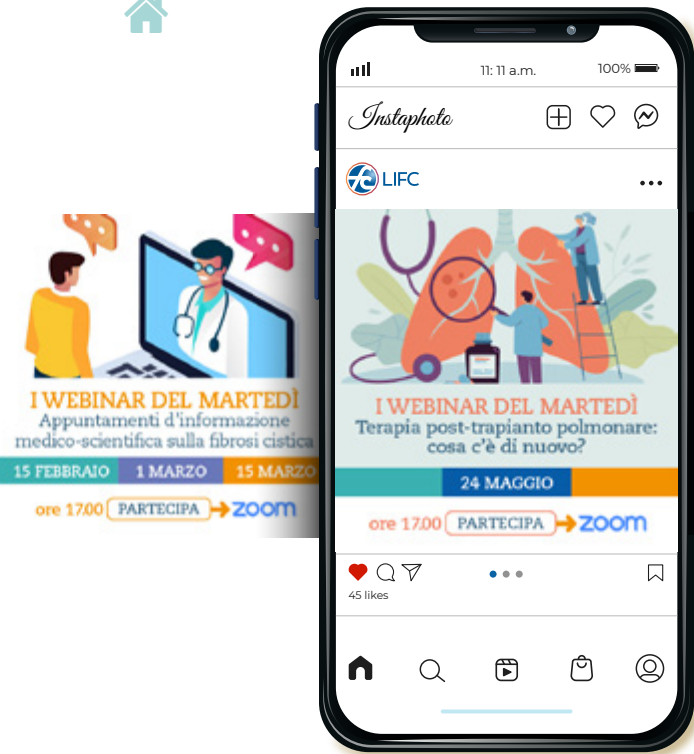 11: 11 a.m.
100%
Instaphoto
LIFC
I WEBINAR DEL MARTEDÌ
Appuntamenti d'informazione
medico-scientifica sulla fibrosi cistica
15 FEBBRAIO 1 MARZO 15 MARZO
ore 17.00 PARTECIPA zoom
I WEBINAR DEL MARTEDÌ
Terapia post-trapianto polmonare:
cosa c'è di nuovo?
24 MAGGIO
ore 17.00 PARTECIPA zoom
45 likes